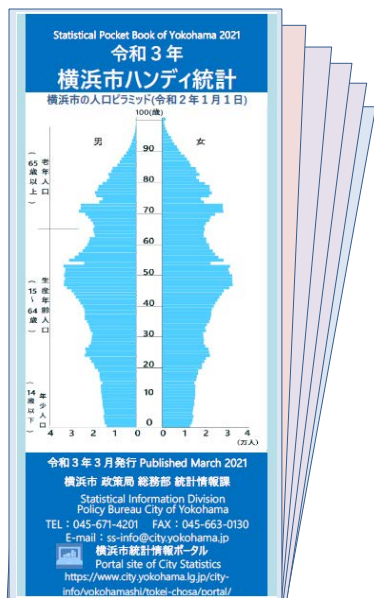 Statistical Pocket Book of Yokohama 2021
令和３年
横浜市ハンディ統計
横浜市の人口ピラミッド(令和２年１月１日)
100(歳)
男
女
90
80
70
60
50
40
30
20
10
0
老年人口
(65歳以上)
生産年齢人口
(15～64歳)
年少人口
(14歳以下)
4 3 2 1 0 0 1 2 3 4
(万人)
令和３年３月発行 Published March 2021
横浜市 政策局 総務部 統計情報課
Statistical Information Division
Policy Bureau City of Yokohama
TEL：045-671-4201 FAX：045-663-0130
E-mail：ss-info@city.yokohama.jp
横浜市統計情報ポータル
Portal site of City Statistics
https://www.city.yokohama.lg.jp/city-
info/yokohamashi/tokei-chosa/portal/